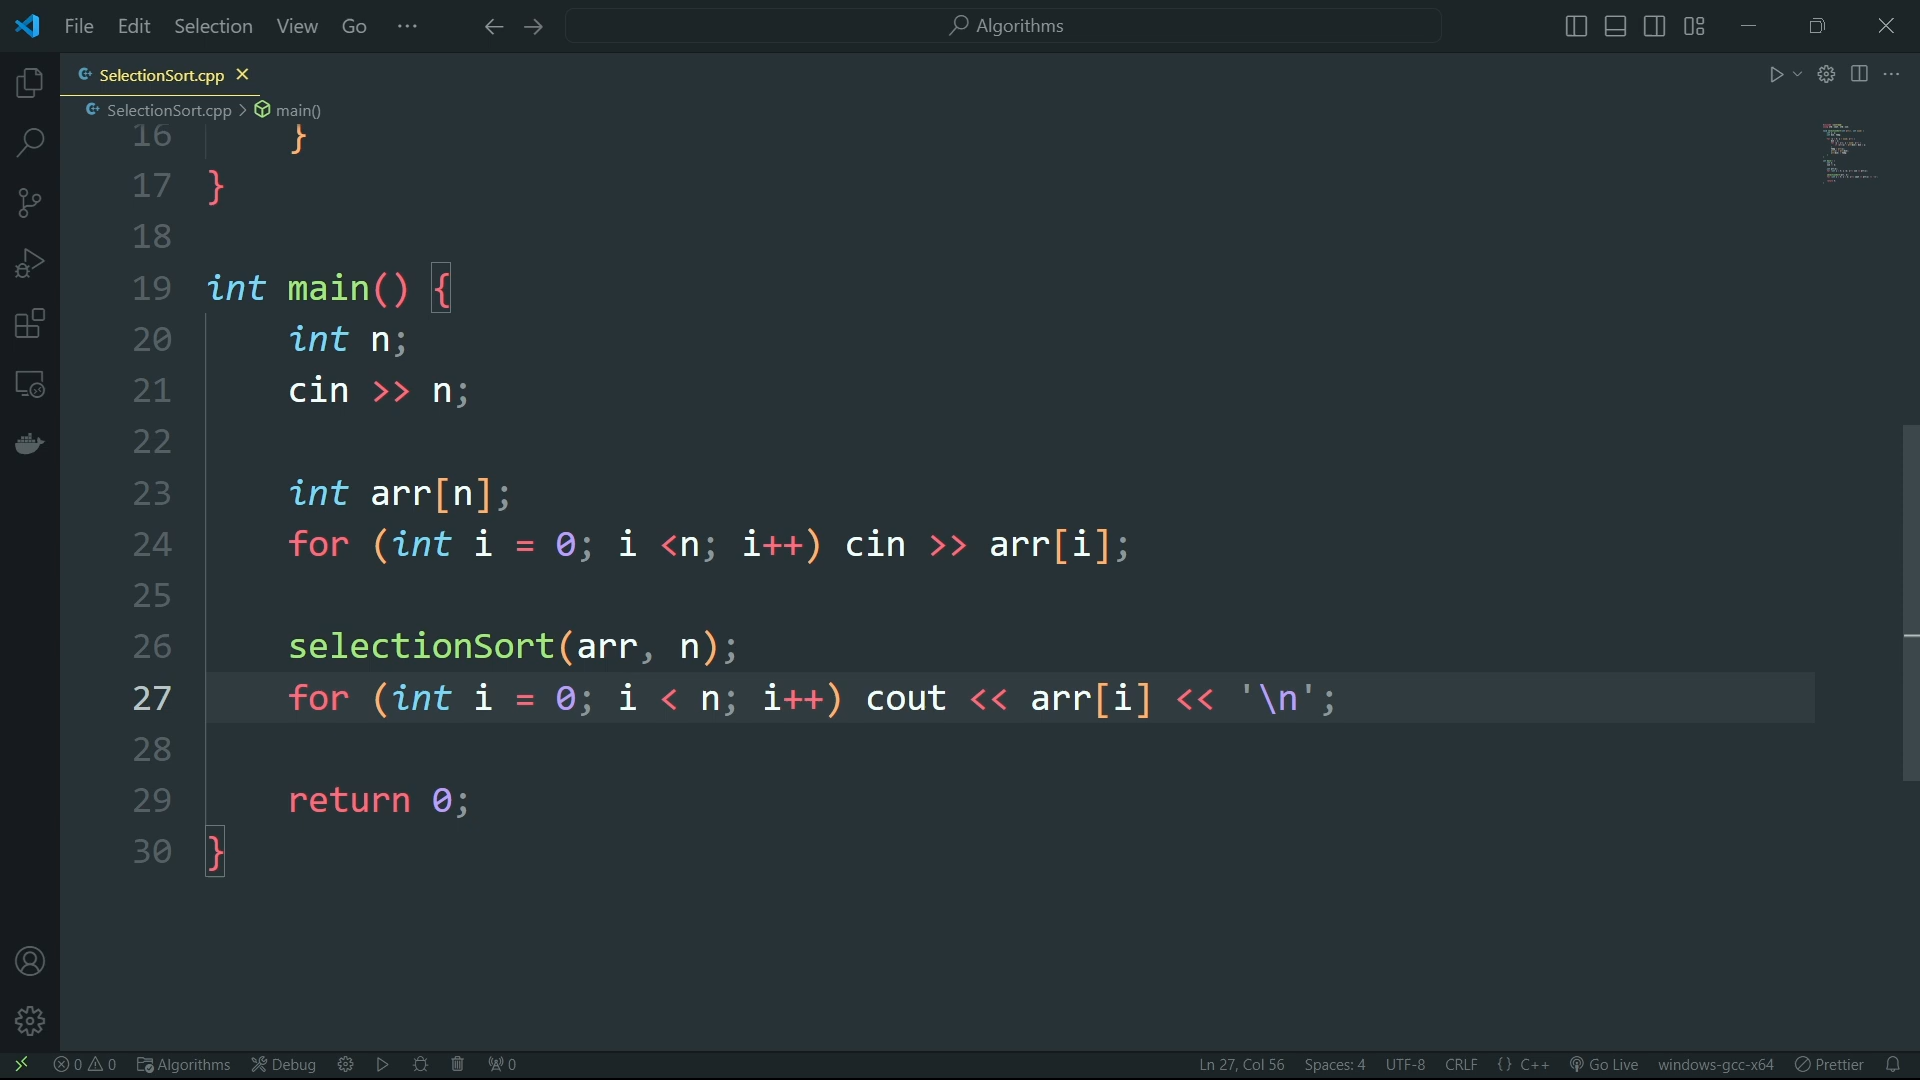 File Edit Selection View Go ··· Algorithms
SelectionSort.cpp
SelectionSort.cpp > main()
16 }
17 }
18
19 int main() {
20 int n;
21 cin >> n;
22
23 int arr[n];
24 for (int i = 0; i <n; i++) cin >> arr[i];
25
26 selectionSort(arr, n);
27 for (int i = 0; i < n; i++) cout << arr[i] << '\n';
28
29 return 0;
30 }
0 0 Algorithms Debug 0 Ln 27, Col 56 Spaces: 4 UTF-8 CRLF {} C++ Go Live windows-gcc-x64 Prettier